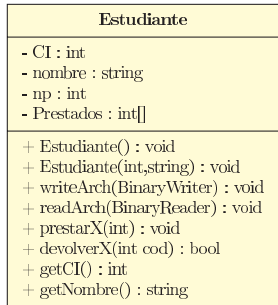 Estudiante
- CI : int
- nombre : string
- np : int
- Prestados : int[]
+ Estudiante() : void
+ Estudiante(int,string) : void
+ writeArch(BinaryWriter) : void
+ readArch(BinaryReader) : void
+ prestarX(int) : void
+ devolverX(int cod) : bool
+ getCI() : int
+ getNombre() : string